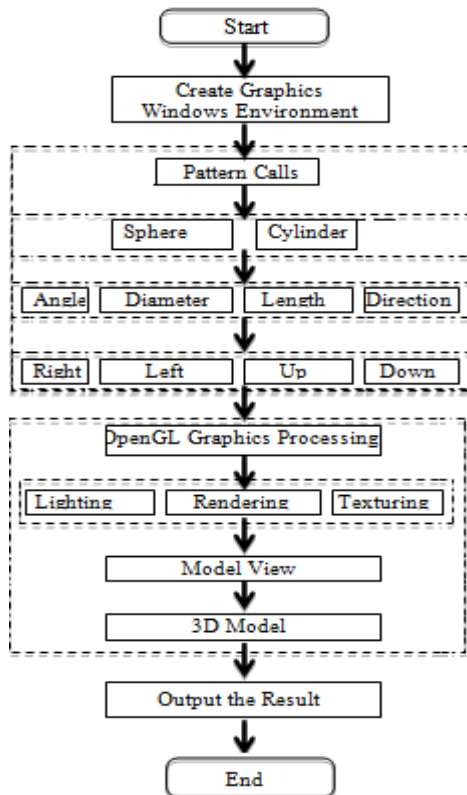 Start
Create Graphics
Windows Environment
Pattern Calls
Sphere Cylinder
Angle Diameter Length Direction
Right Left Up Down
OpenGL Graphics Processing
Lighting Rendering Texturing
Model View
3D Model
Output the Result
End